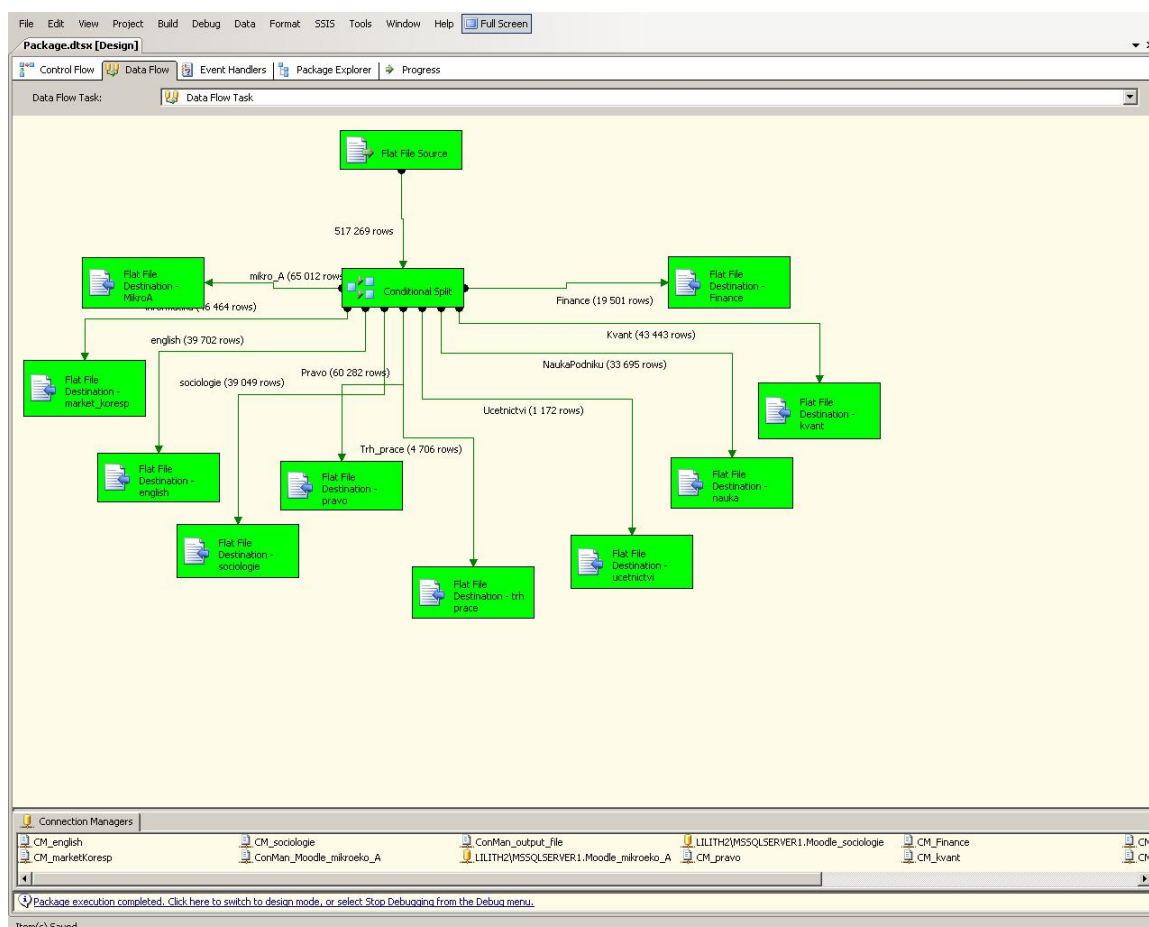 File Edit View Project Build Debug Data Format SSIS Tools Window Help Full Screen
Package.dtsx [Design]
Control Flow Data Flow Event Handlers Package Explorer Progress
Data Flow Task: Data Flow Task
Flat File Source
517 269 rows
Flat File
Destination -
MikroA
mikro_A (65 012 rows
Conditional Split
Finance (19 501 rows)
Flat File
Destination -
Finance
46 464 rows)
english (39 702 rows)
Kvant (43 443 rows)
sociologie (39 049 rows)
Pravo (60 282 rows)
NaukaPodniku (33 695 rows)
Flat File
Destination -
market_koresp
Ucetnictvi (1 172 rows)
Flat File
Destination -
kvant
Trh_prace (4 706 rows)
Flat File
Destination -
english
Flat File
Destination -
pravo
Flat File
Destination -
nauka
Flat File
Destination -
sociologie
Flat File
Destination -
ucetnictvi
Flat File
Destination - trh
prace
Connection Managers
CM_english CM_sociologie ConMan_output_file LILITH2\MSSQLSERVER1.Moodle_sociologie CM_Finance
CM_marketKoresp ConMan_Moodle_mikroeko_A LILITH2\MSSQLSERVER1.Moodle_mikroeko_A CM_pravo CM_kvant
Package execution completed. Click here to switch to design mode, or select Stop Debugging from the Debug menu.
Item(s) Saved